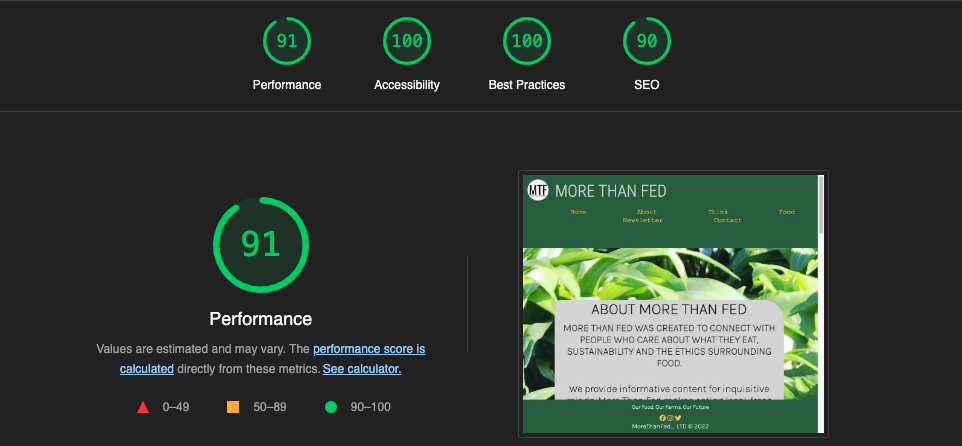 91
100
100
90
Performance
Accessibility
Best Practices
SEO
91
Performance
Values are estimated and may vary. The performance score is
calculated directly from these metrics. See calculator.
0–49
50–89
90–100
MTF MORE THAN FED
Home About Think Food
Newsletter Contact
ABOUT MORE THAN FED
MORE THAN FED WAS CREATED TO CONNECT WITH
PEOPLE WHO CARE ABOUT WHAT THEY EAT,
SUSTAINABILITY AND THE ETHICS SURROUNDING
FOOD.
We provide informative content for inquisitive
Our Food. Our Farms. Our Future
MoreThanFed_ LTD © 2022